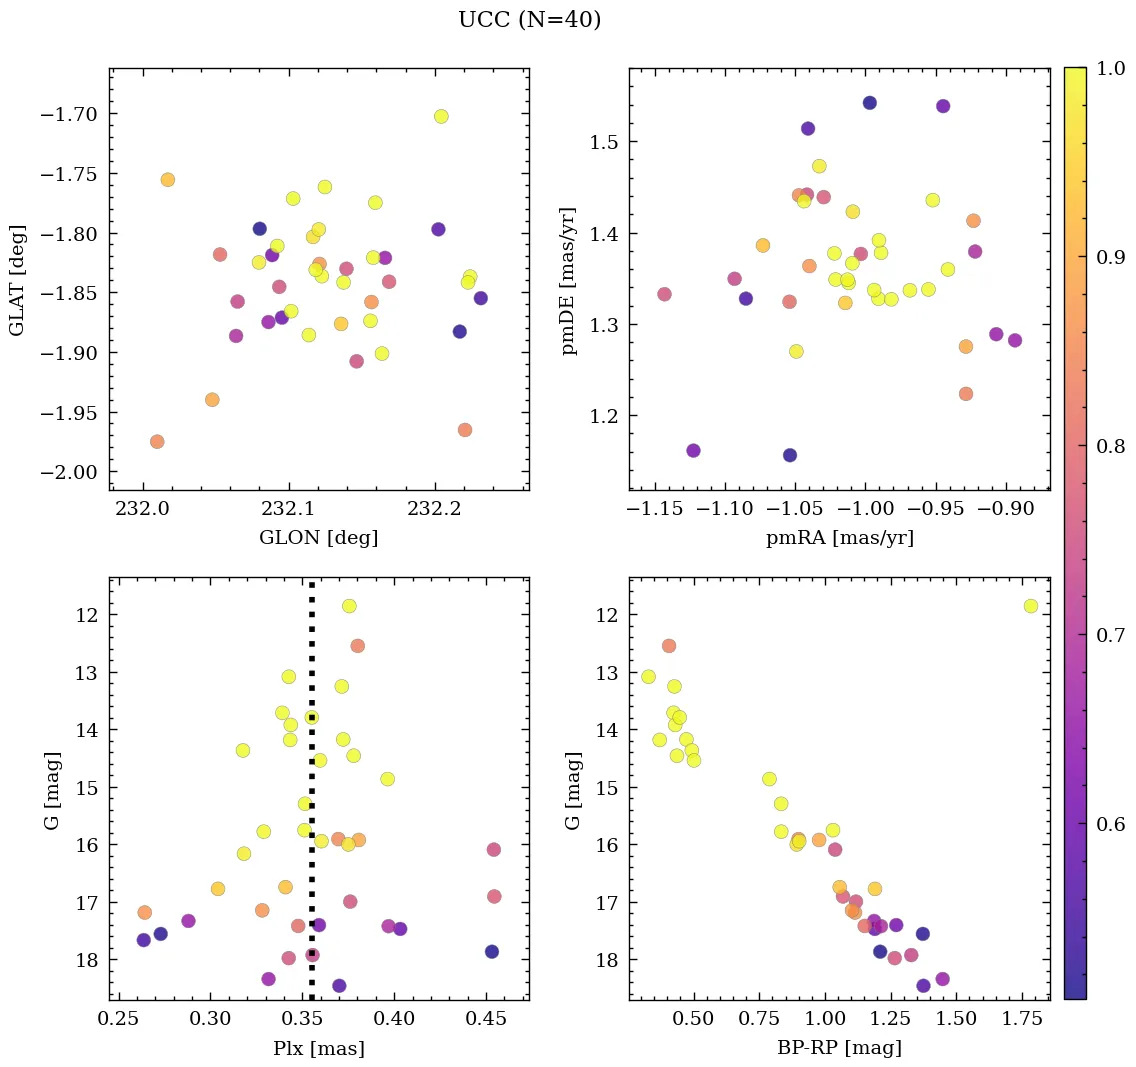 UCC (N=40)
−1.70
−1.75
−1.80
−1.85
−1.90
−1.95
−2.00
GLAT [deg]
232.0 232.1 232.2
GLON [deg]
1.5
1.4
1.3
1.2
pmDE [mas/yr]
−1.15 −1.10 −1.05 −1.00 −0.95 −0.90
pmRA [mas/yr]
1.0
0.9
0.8
0.7
0.6
12
13
14
15
16
17
18
G [mag]
0.25 0.30 0.35 0.40 0.45
Plx [mas]
12
13
14
15
16
17
18
G [mag]
0.50 0.75 1.00 1.25 1.50 1.75
BP-RP [mag]